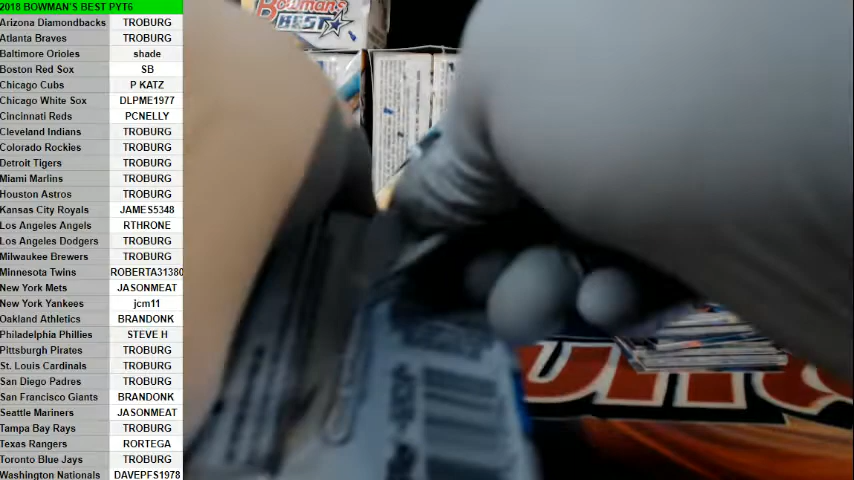 2018 BOWMAN'S BEST PYT6
Arizona Diamondbacks TROBURG
Atlanta Braves TROBURG
Baltimore Orioles shade
Boston Red Sox SB
Chicago Cubs P KATZ
Chicago White Sox DLPME1977
Cincinnati Reds PCNELLY
Cleveland Indians TROBURG
Colorado Rockies TROBURG
Detroit Tigers TROBURG
Miami Marlins TROBURG
Houston Astros TROBURG
Kansas City Royals JAMES5348
Los Angeles Angels RTHRONE
Los Angeles Dodgers TROBURG
Milwaukee Brewers TROBURG
Minnesota Twins ROBERTA31380
New York Mets JASONMEAT
New York Yankees jcm11
Oakland Athletics BRANDONK
Philadelphia Phillies STEVE H
Pittsburgh Pirates TROBURG
St. Louis Cardinals TROBURG
San Diego Padres TROBURG
San Francisco Giants BRANDONK
Seattle Mariners JASONMEAT
Tampa Bay Rays TROBURG
Texas Rangers RORTEGA
Toronto Blue Jays TROBURG
Washington Nationals DAVEPFS1978
Bowman's
BEST